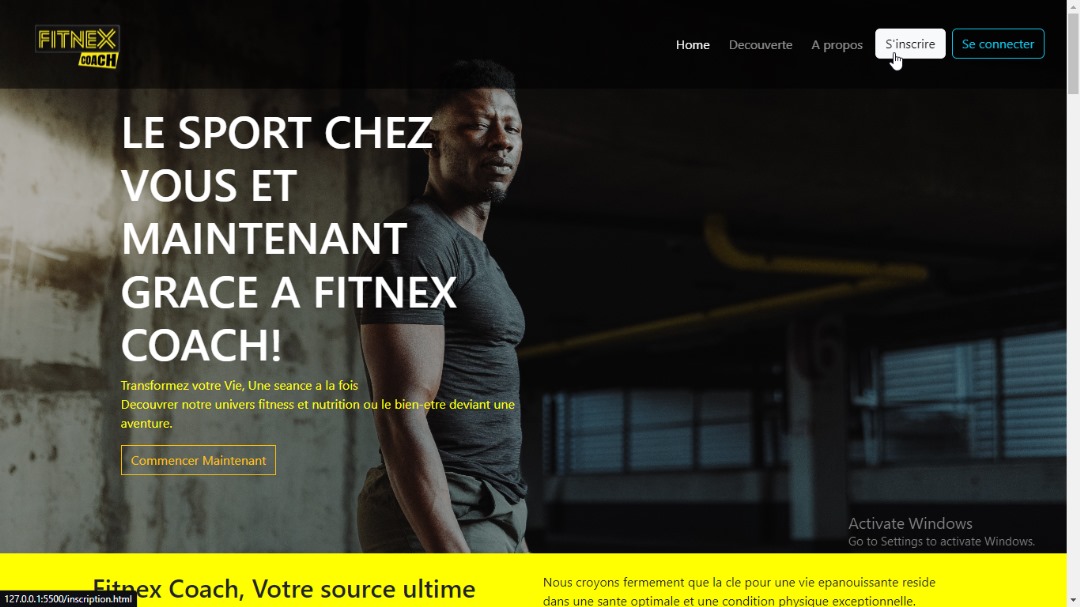 FITNEX
COACH
Home
Decouverte
A propos
S'inscrire
Se connecter
LE SPORT CHEZ
VOUS ET
MAINTENANT
GRACE A FITNEX
COACH!
Transformez votre Vie, Une seance a la fois
Decouvrer notre univers fitness et nutrition ou le bien-etre deviant une
aventure.
Commencer Maintenant
Activate Windows
Go to Settings to activate Windows.
Fitnex Coach, Votre source ultime
Nous croyons fermement que la cle pour une vie epanouissante reside
dans une sante optimale et une condition physique exceptionnelle.
127.0.0.1:5500/inscription.html